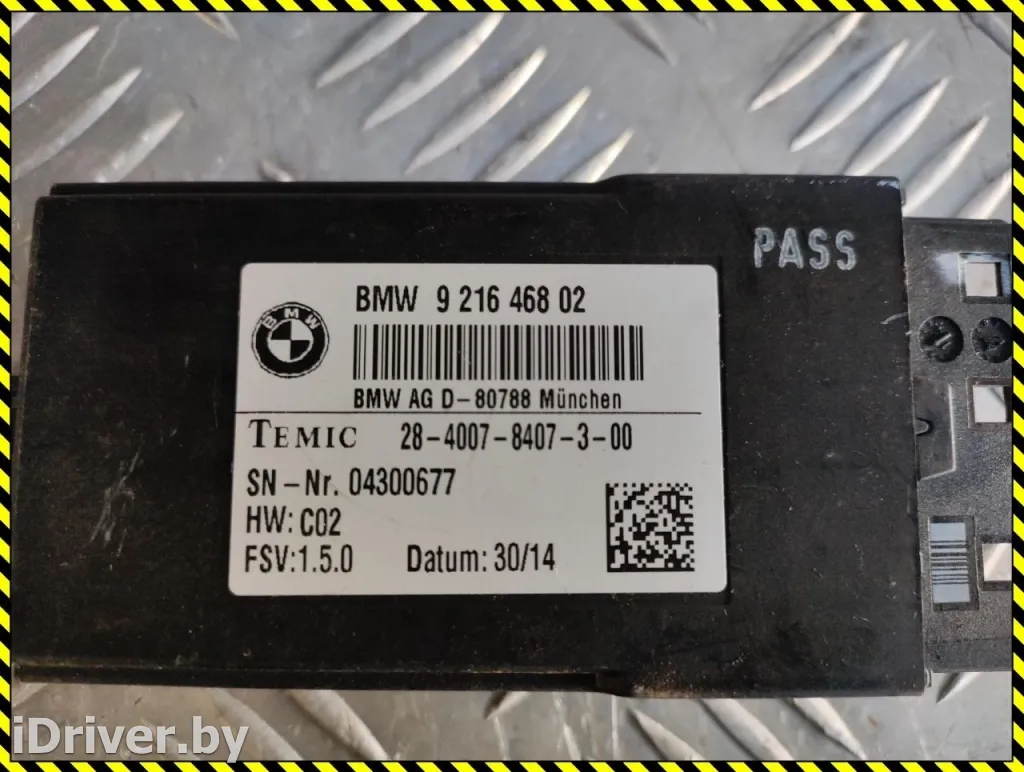 PASS
BMW 9 216 468 02
BMW
BMW AG D-80788 München
TEMIC 28-4007-8407-3-00
SN-Nr. 04300677
HW: C02
FSV:1.5.0 Datum: 30/14
iDriver.by